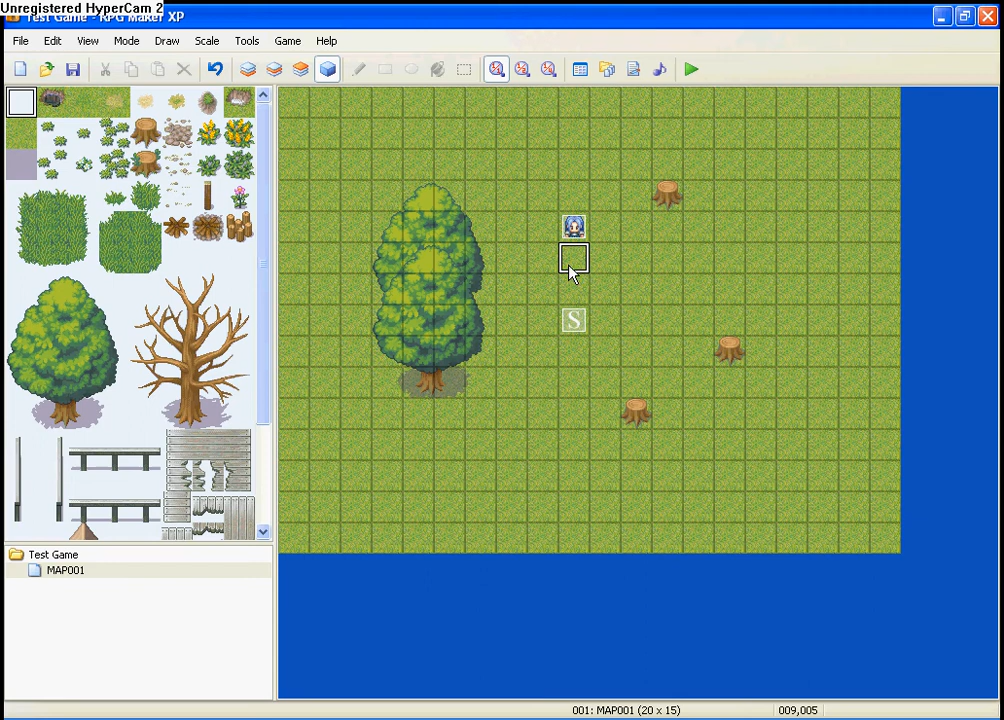 Unregistered HyperCam 2
Test Game - RPG Maker XP
File Edit View Mode Draw Scale Tools Game Help
S
Test Game
MAP001
001: MAP001 (20 x 15) 009,005